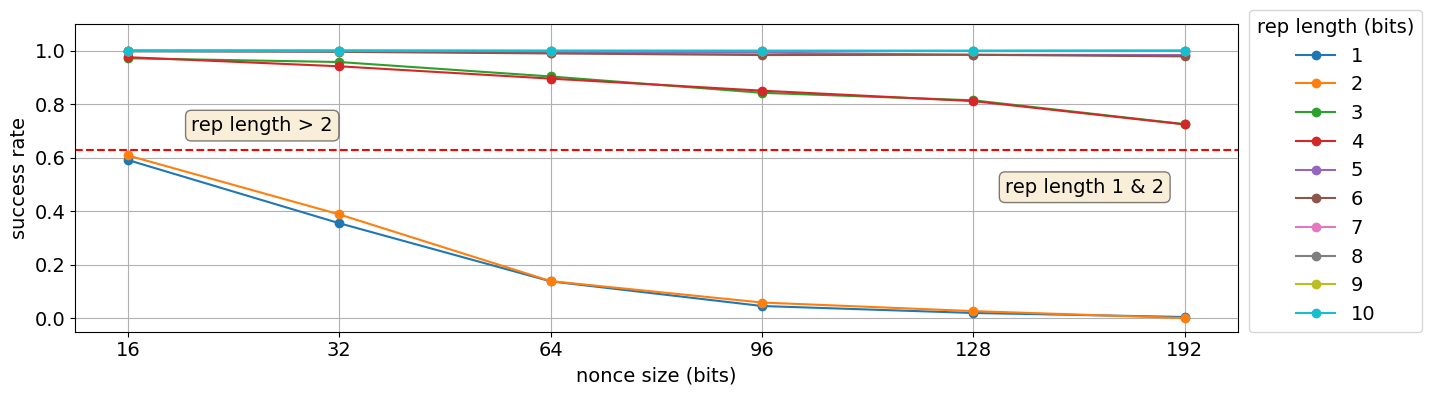 rep length (bits)
1
2
3
4
5
6
7
8
9
10
success rate
1.0
0.8
0.6
0.4
0.2
0.0
rep length > 2
rep length 1 & 2
16 32 64 96 128 192
nonce size (bits)